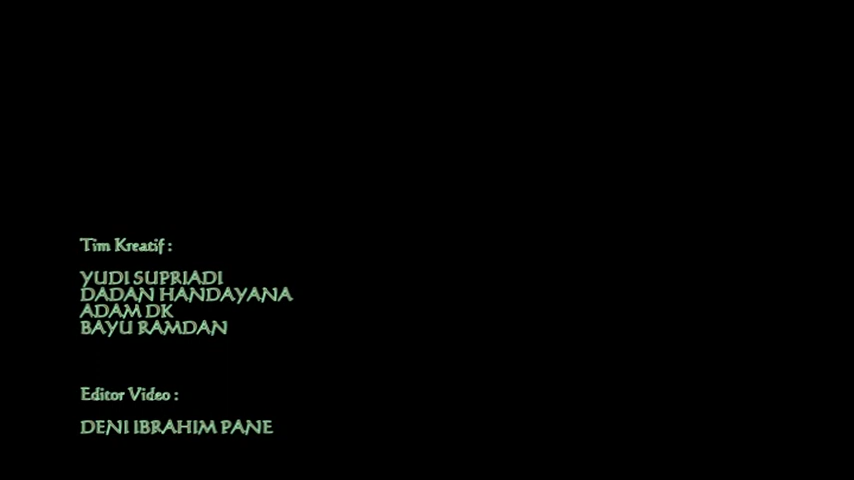 Tim Kreatif :
YUDI SUPRIADI
DADAN HANDAYANA
ADAM DK
BAYU RAMDAN
Editor Video :
DENI IBRAHIM PANE